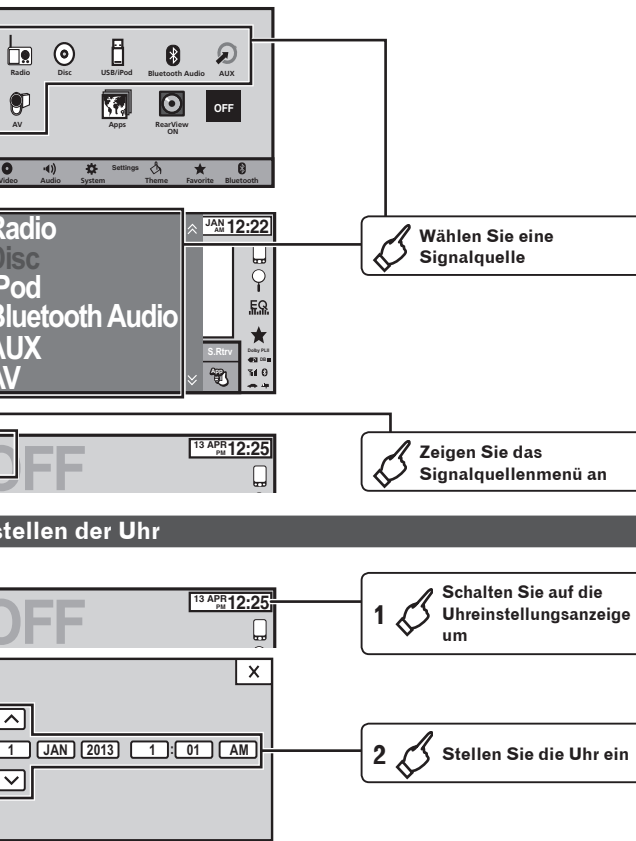 Radio Disc USB/iPod Bluetooth Audio AUX
AV Apps RearView OFF
ON
Video Audio System Settings Theme Favorite Bluetooth
Wählen Sie eine
Signalquelle
Radio
Disc
iPod
Bluetooth Audio
AUX
AV
JAN
AM 12:22
EQ
S.Rtrv
App
Dolby PLII
Zeigen Sie das
Signalquellenmenü an
OFF
13 APR
PM 12:25
stellen der Uhr
OFF
13 APR
PM 12:25
1 Schalten Sie auf die
Uhreinstellungsanzeige
um
X
1 JAN 2013 1 : 01 AM
2 Stellen Sie die Uhr ein